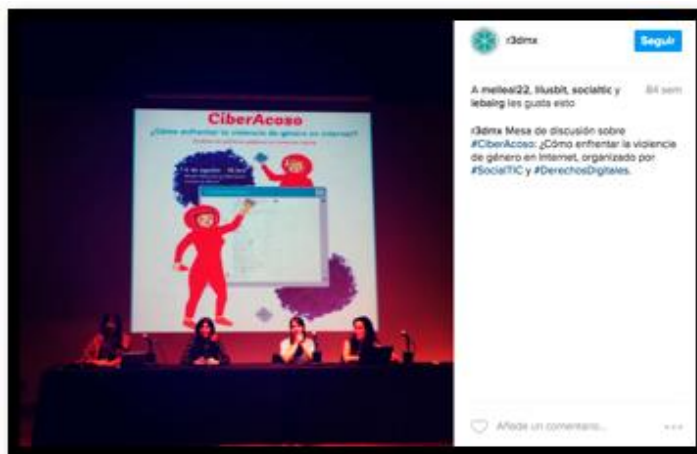 CiberAcoso
¿Cómo enfrentar la violencia de género en internet?
r3dmx
Seguir
A melleal22, lilusbit, socialtic y
lebairg les gusta esto
84 sem
r3dmx Mesa de discusión sobre
#CiberAcoso: ¿Cómo enfrentar la violencia
de género en Internet, organizado por
#SocialTIC y #DerechosDigitales.
Añade un comentario...